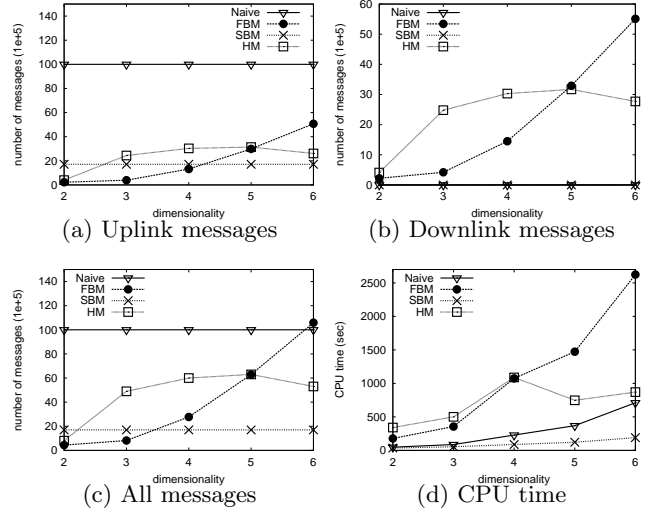 Naive
FBM
SBM
HM
number of messages (1e+5)
140
120
100
80
60
40
20
0
2 3 4 5 6
dimensionality
(a) Uplink messages
Naive
FBM
SBM
HM
number of messages (1e+5)
60
50
40
30
20
10
0
2 3 4 5 6
dimensionality
(b) Downlink messages
Naive
FBM
SBM
HM
number of messages (1e+5)
140
120
100
80
60
40
20
0
2 3 4 5 6
dimensionality
(c) All messages
Naive
FBM
SBM
HM
CPU time (sec)
2500
2000
1500
1000
500
0
2 3 4 5 6
dimensionality
(d) CPU time